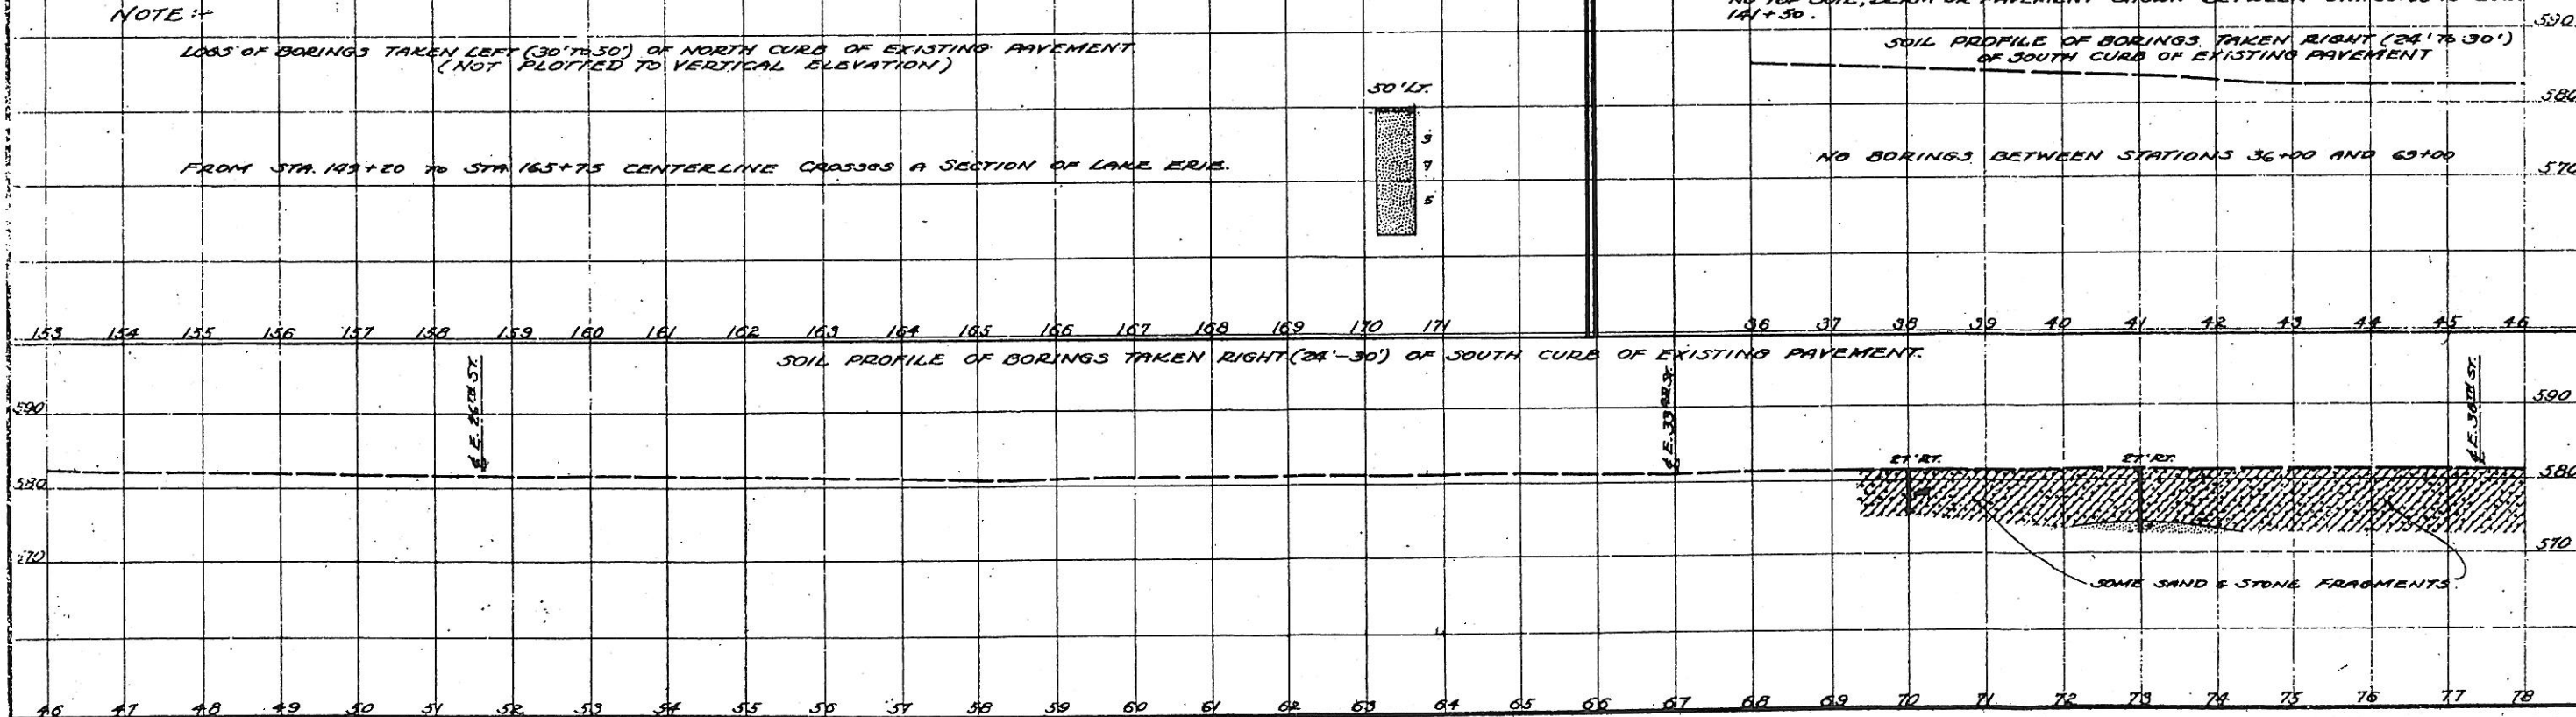 NOTE:-
LOGS OF BORINGS TAKEN LEFT (30' TO 50') OF NORTH CURB OF EXISTING PAVEMENT.
(NOT PLOTTED TO VERTICAL ELEVATION)
50' LT.
9
7
5
FROM STA. 149+20 TO STA 165+75 CENTERLINE CROSSES A SECTION OF LAKE ERIE.
153 154 155 156 157 158 159 160 161 162 163 164 165 166 167 168 169 170 171
141+50.
590
SOIL PROFILE OF BORINGS TAKEN RIGHT (24' TO 30')
OF SOUTH CURB OF EXISTING PAVEMENT
580
NO BORINGS BETWEEN STATIONS 36+00 AND 69+00
570
36 37 38 39 40 41 42 43 44 45 46
SOIL PROFILE OF BORINGS TAKEN RIGHT (24'-30') OF SOUTH CURB OF EXISTING PAVEMENT.
℄ E. 26TH ST.
℄ E. 33RD ST.
℄ E. 38TH ST.
590 590
27' RT. 27' RT.
580 580
570 570
SOME SAND & STONE FRAGMENTS.
46 47 48 49 50 51 52 53 54 55 56 57 58 59 60 61 62 63 64 65 66 67 68 69 70 71 72 73 74 75 76 77 78